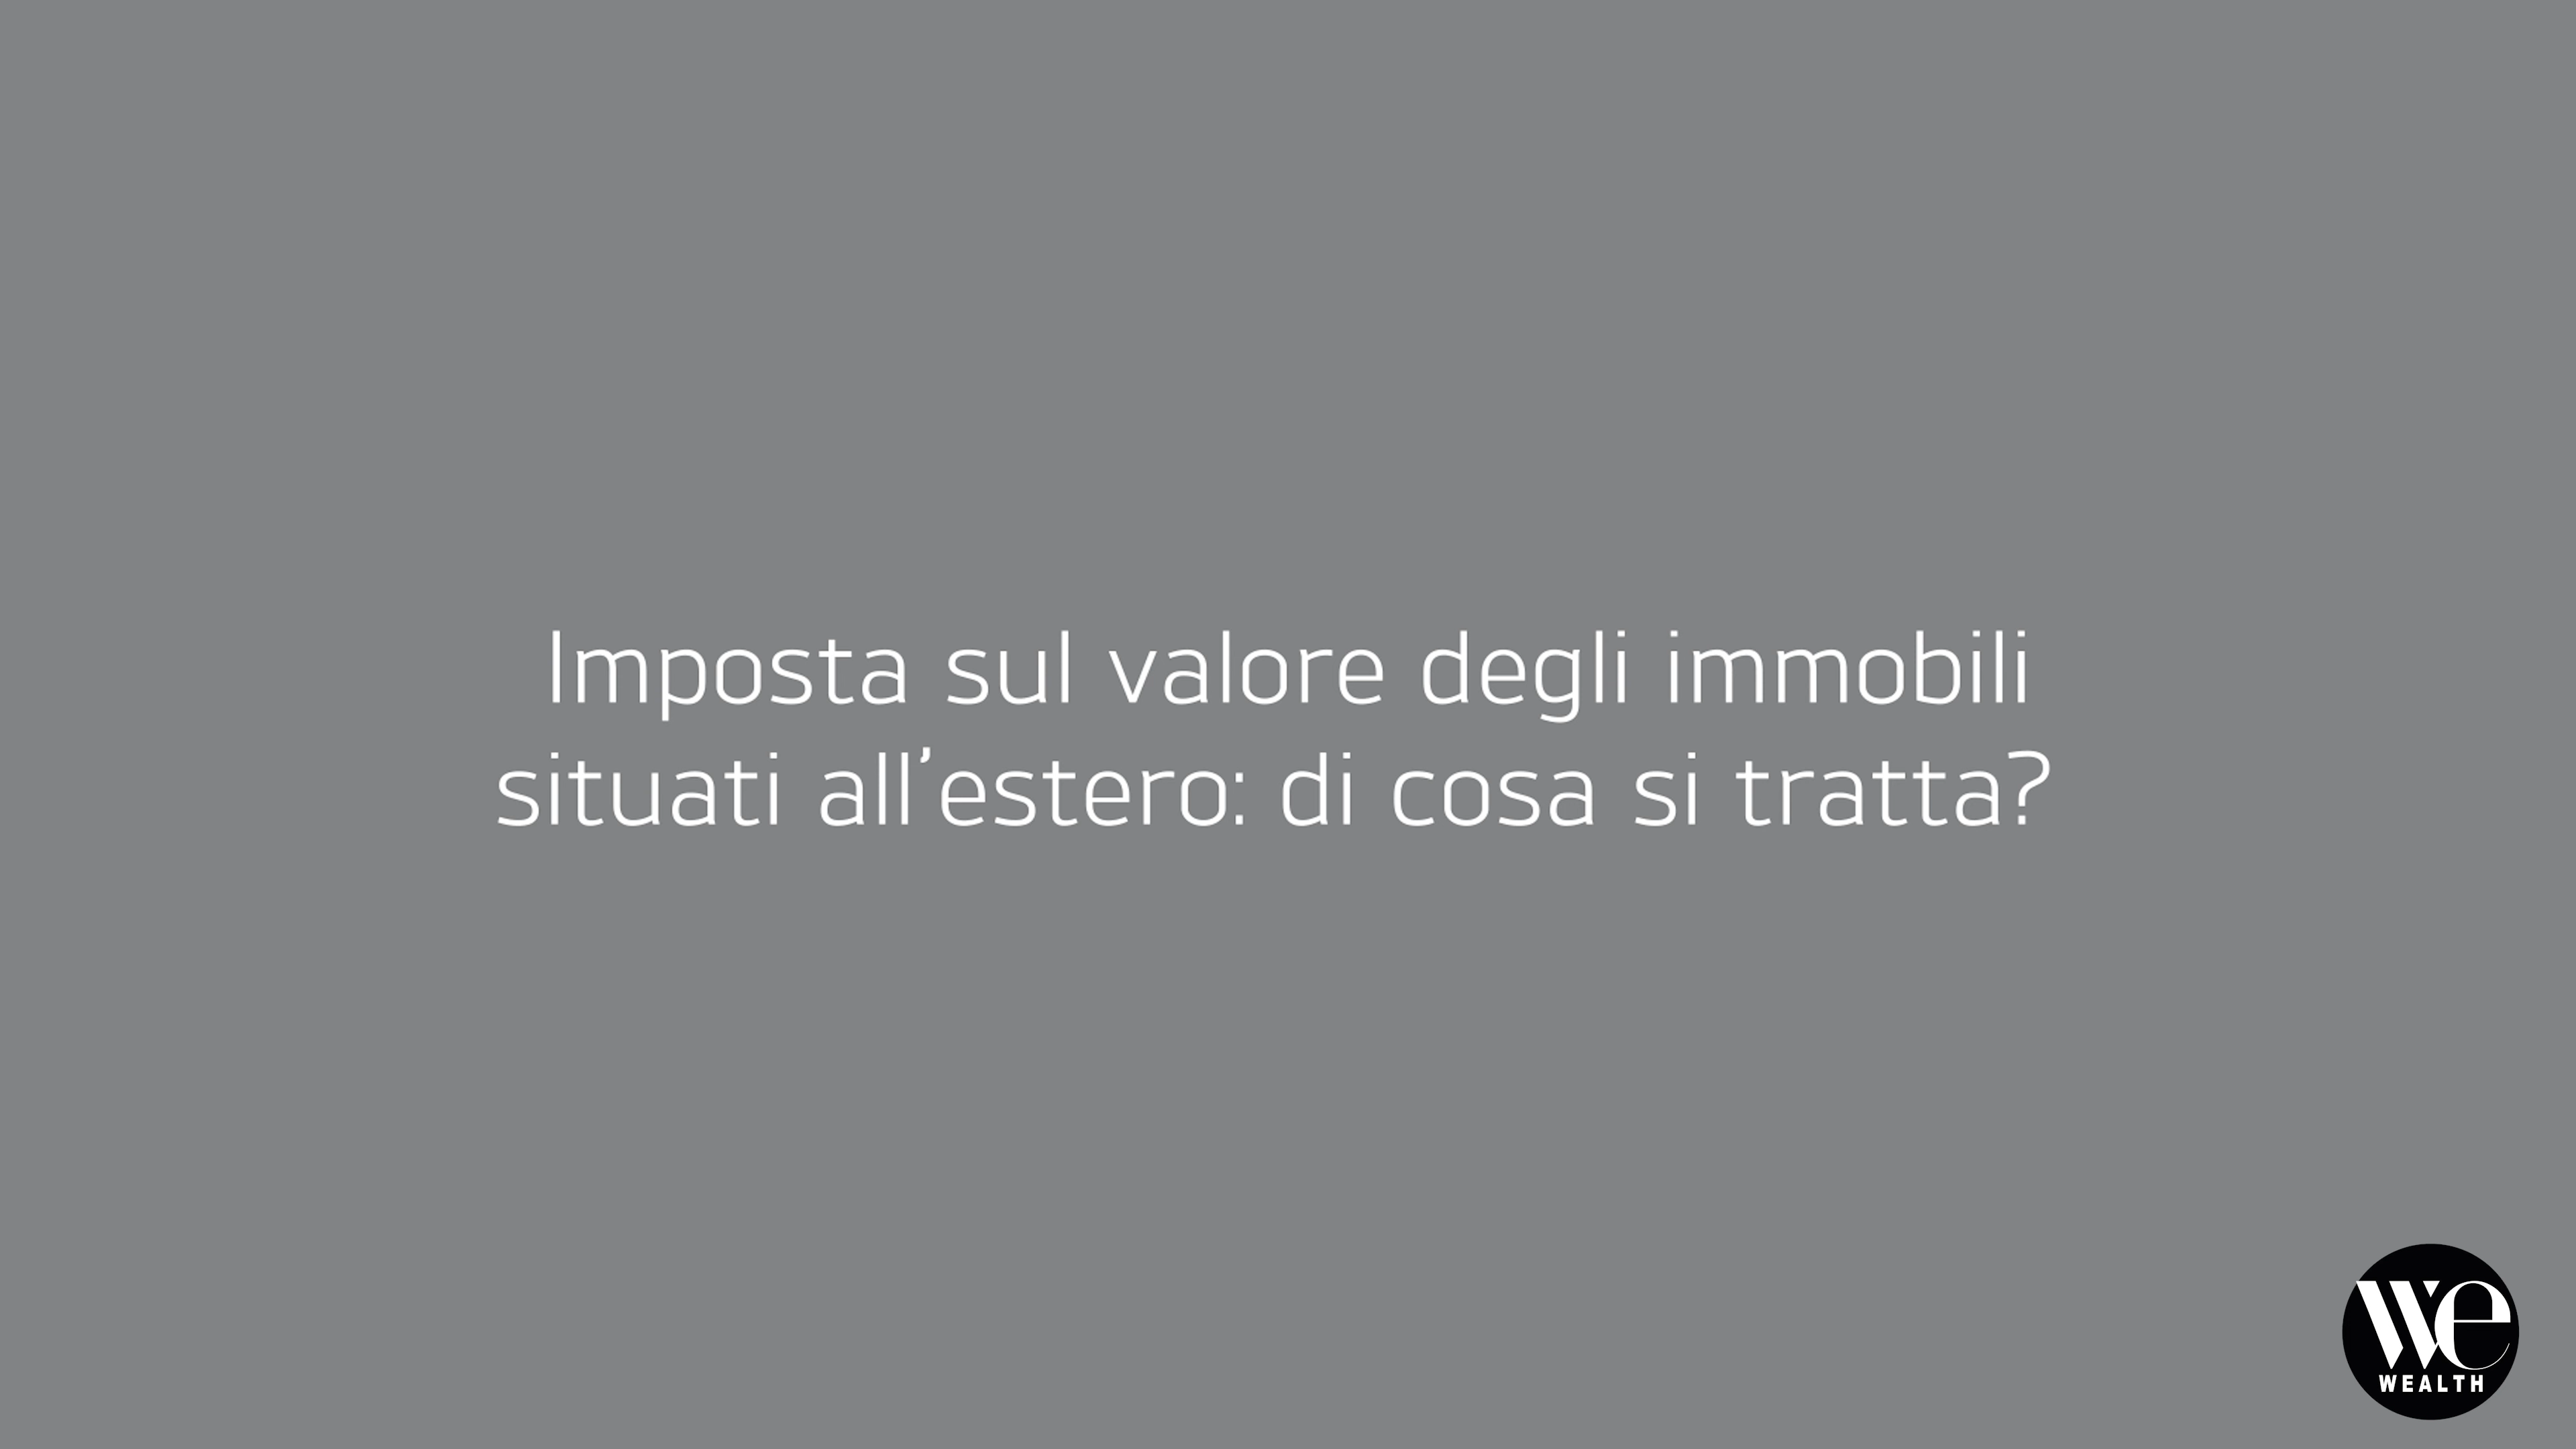 Imposta sul valore degli immobili
situati all’estero: di cosa si tratta?
we
WEALTH